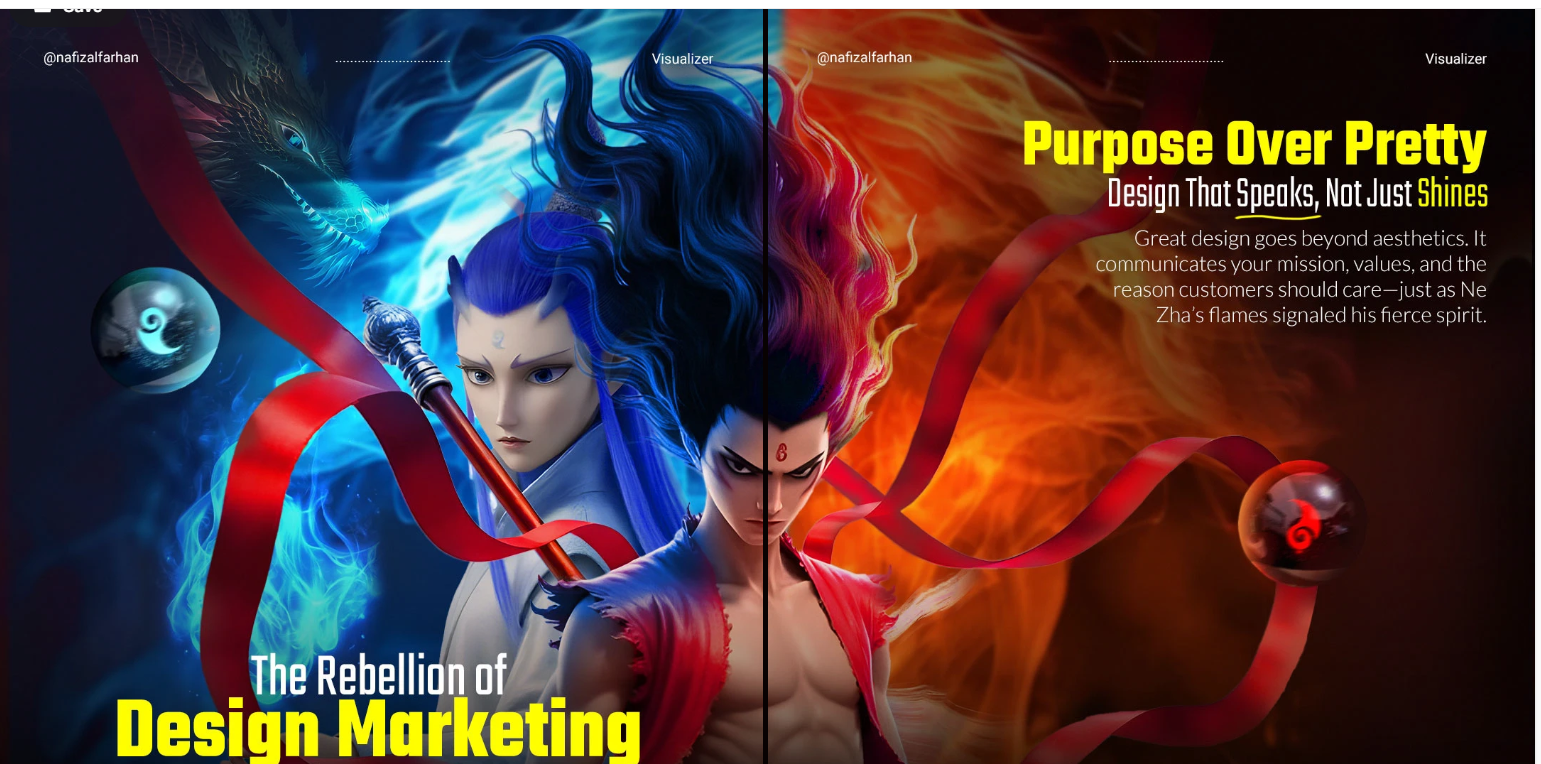 Save
@nafizalfarhan
Visualizer
The Rebellion of
Design Marketing
@nafizalfarhan
Visualizer
Purpose Over Pretty
Design That Speaks, Not Just Shines
Great design goes beyond aesthetics. It
communicates your mission, values, and the
reason customers should care—just as Ne
Zha’s flames signaled his fierce spirit.